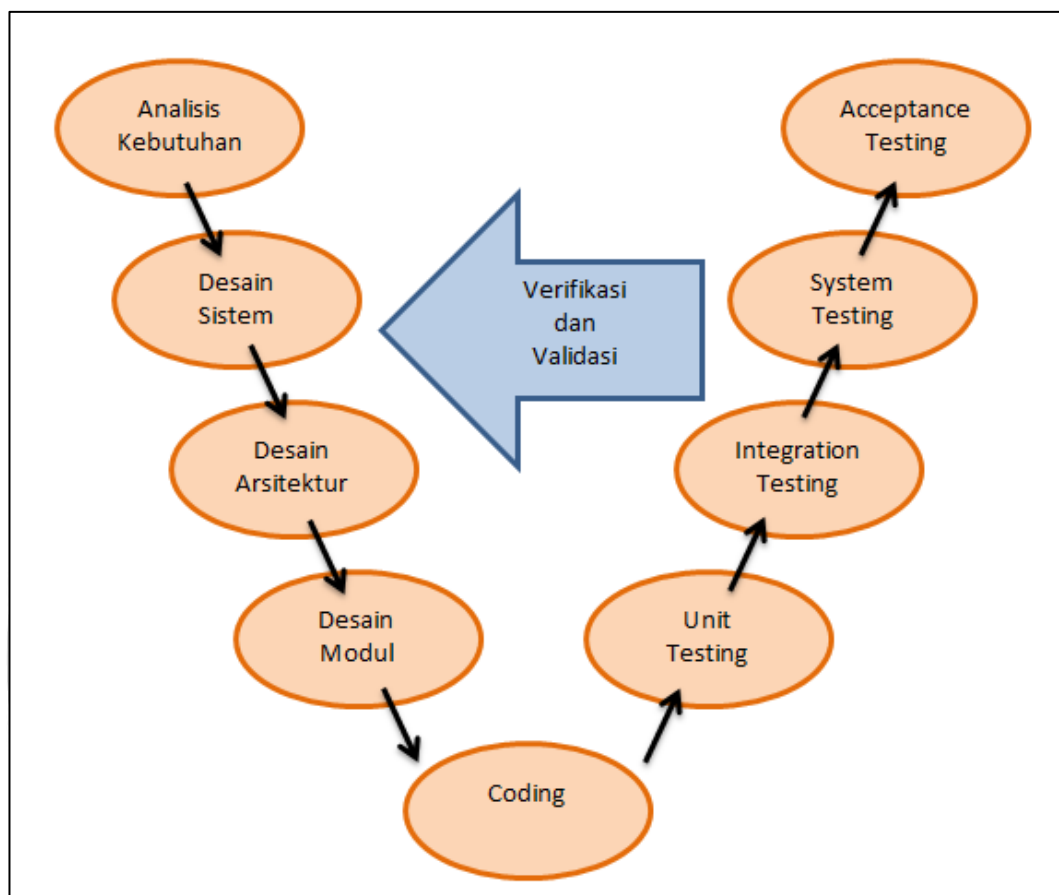 Analisis
Kebutuhan
Desain
Sistem
Desain
Arsitektur
Desain
Modul
Coding
Unit
Testing
Integration
Testing
System
Testing
Acceptance
Testing
Verifikasi
dan
Validasi